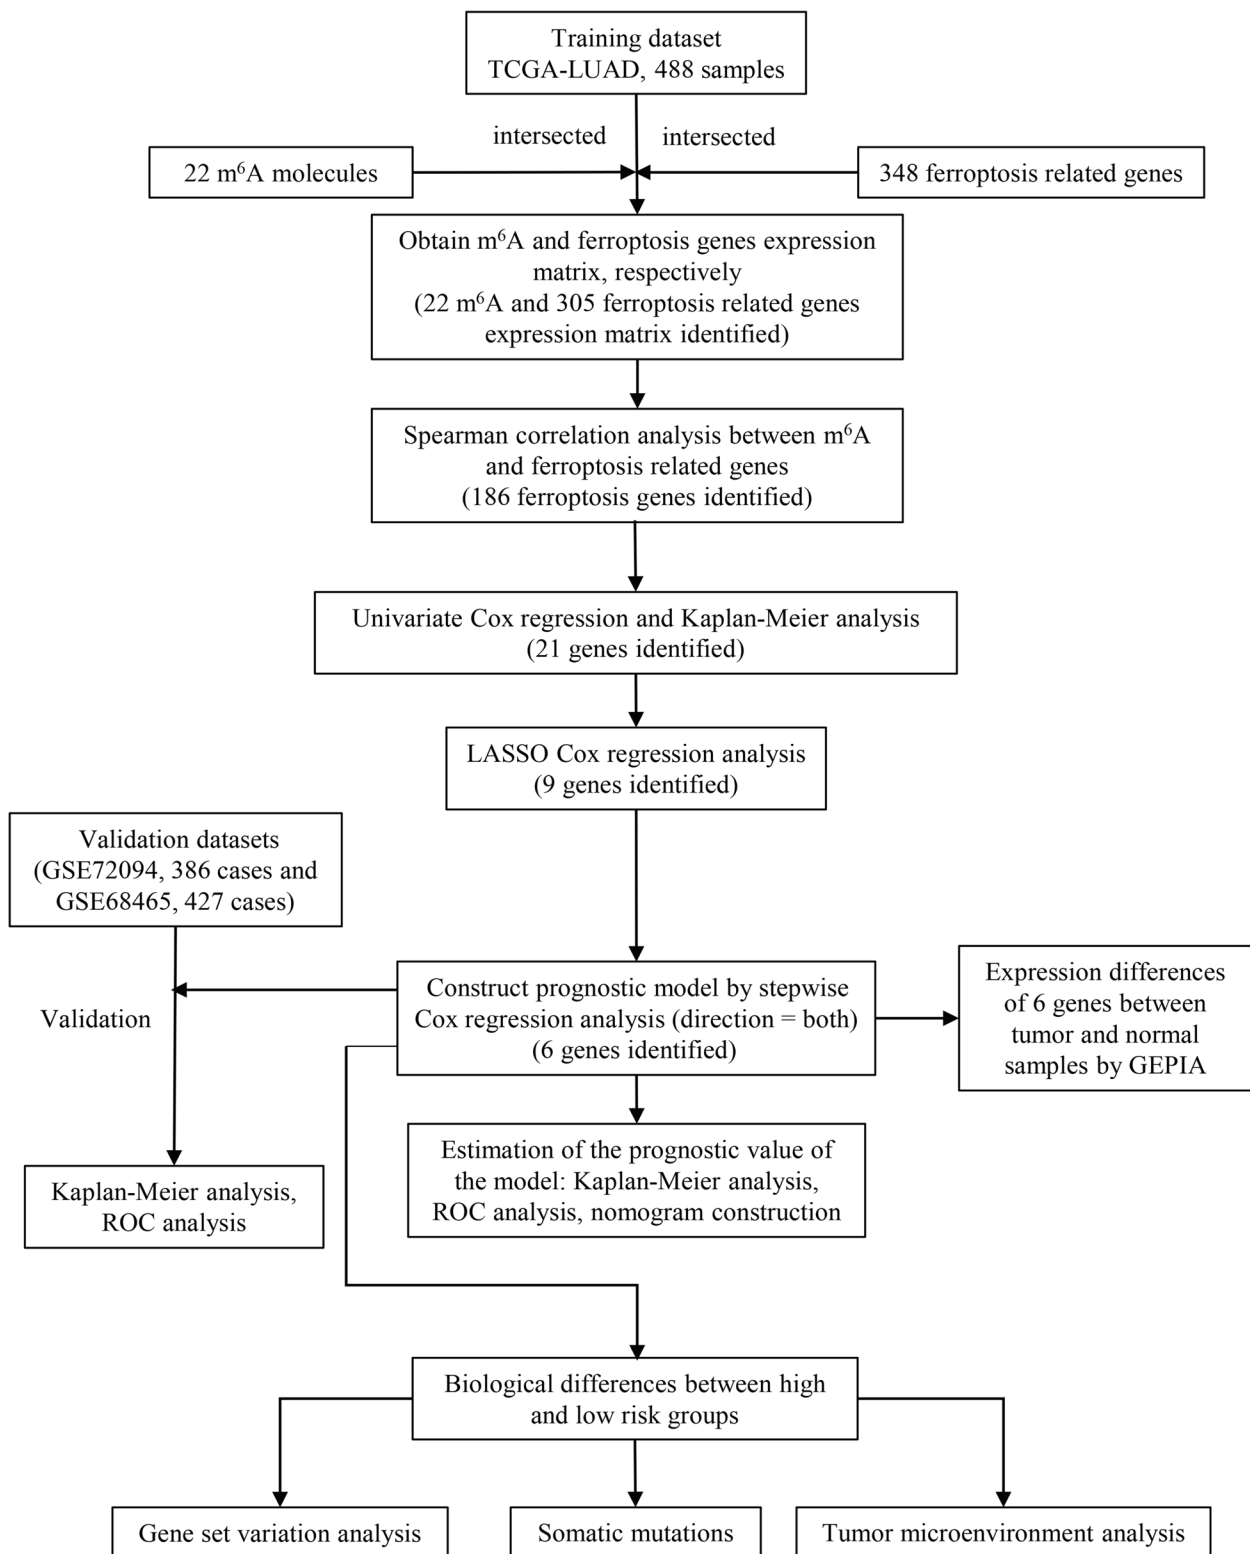 Training dataset
TCGA-LUAD, 488 samples
intersected
intersected
22 m⁶A molecules
348 ferroptosis related genes
Obtain m⁶A and ferroptosis genes expression
matrix, respectively
(22 m⁶A and 305 ferroptosis related genes
expression matrix identified)
Spearman correlation analysis between m⁶A
and ferroptosis related genes
(186 ferroptosis genes identified)
Univariate Cox regression and Kaplan-Meier analysis
(21 genes identified)
LASSO Cox regression analysis
(9 genes identified)
Validation datasets
(GSE72094, 386 cases and
GSE68465, 427 cases)
Validation
Construct prognostic model by stepwise
Cox regression analysis (direction = both)
(6 genes identified)
Expression differences
of 6 genes between
tumor and normal
samples by GEPIA
Kaplan-Meier analysis,
ROC analysis
Estimation of the prognostic value of
the model: Kaplan-Meier analysis,
ROC analysis, nomogram construction
Biological differences between high
and low risk groups
Gene set variation analysis
Somatic mutations
Tumor microenvironment analysis